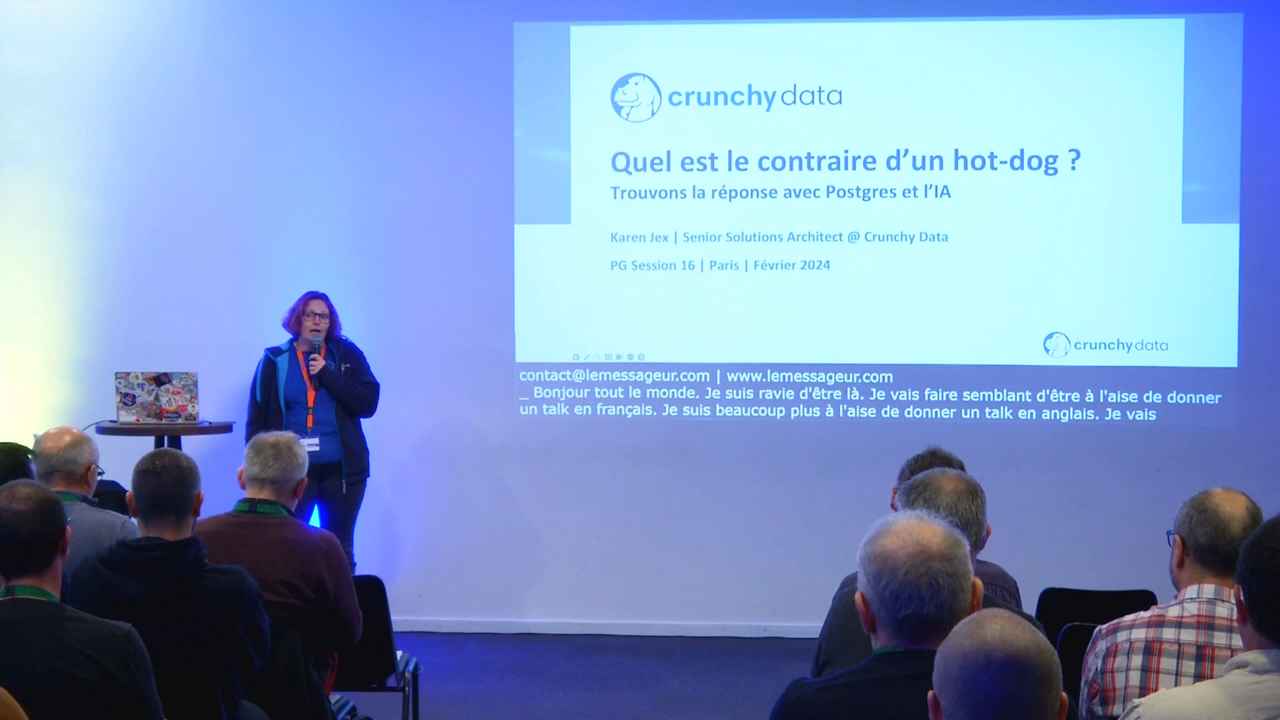 crunchy data
Quel est le contraire d'un hot-dog ?
Trouvons la réponse avec Postgres et l'IA
Karen Jex | Senior Solutions Architect @ Crunchy Data
PG Session 16 | Paris | Février 2024
crunchy data
contact@lemessageur.com | www.lemessageur.com
_ Bonjour tout le monde. Je suis ravie d'être là. Je vais faire semblant d'être à l'aise de donner
un talk en français. Je suis beaucoup plus à l'aise de donner un talk en anglais. Je vais